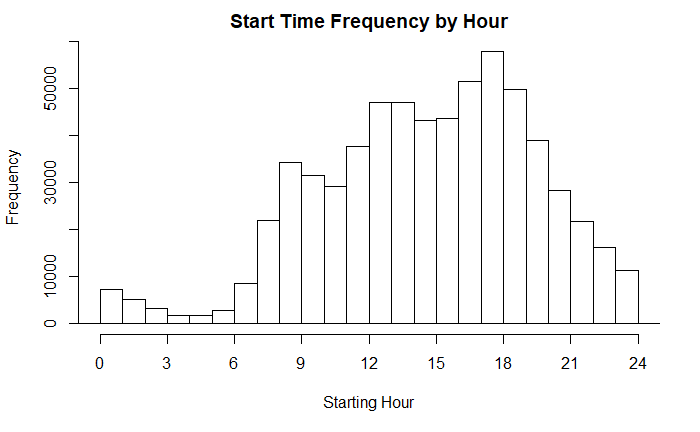 Start Time Frequency by Hour
Frequency
50000
30000
10000
0
0 3 6 9 12 15 18 21 24
Starting Hour